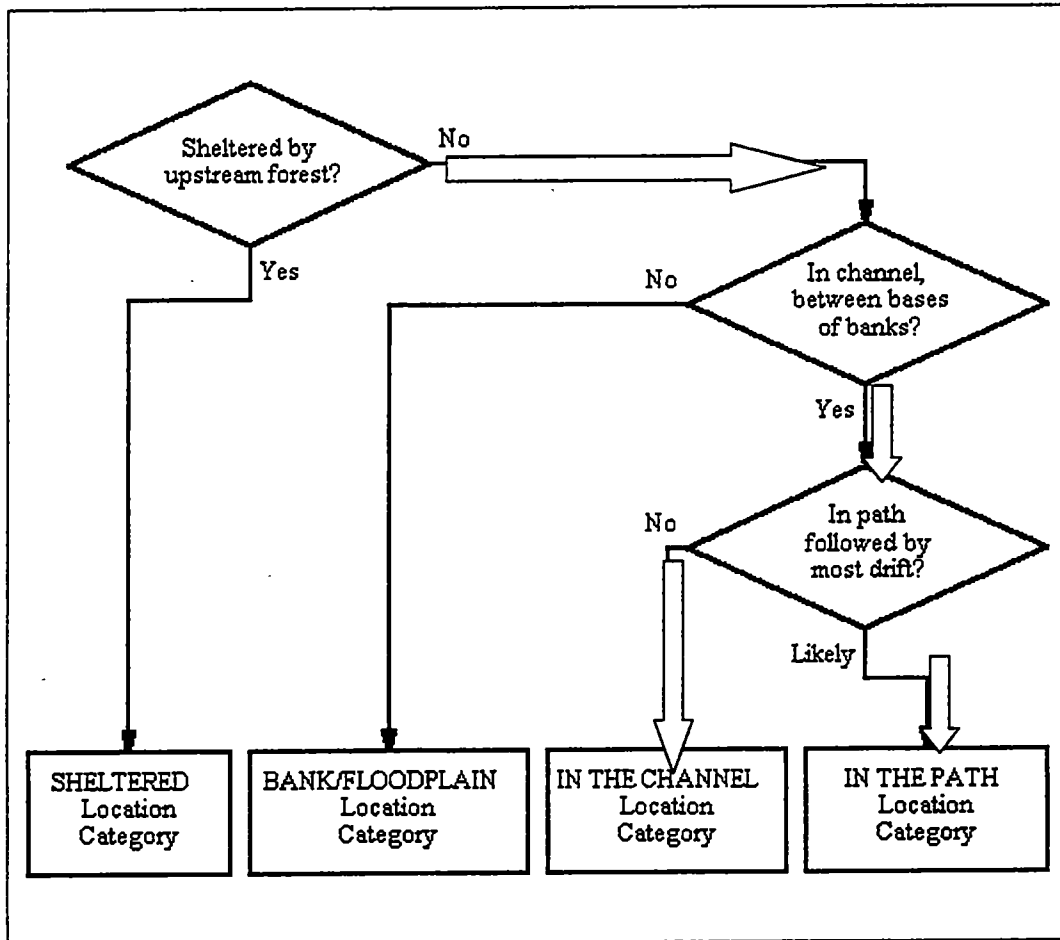 Sheltered by
upstream forest?
No
Yes
In channel,
between bases
of banks?
No
Yes
In path
followed by
most drift?
No
Likely
SHELTERED
Location
Category
BANK/FLOODPLAIN
Location
Category
IN THE CHANNEL
Location
Category
IN THE PATH
Location
Category